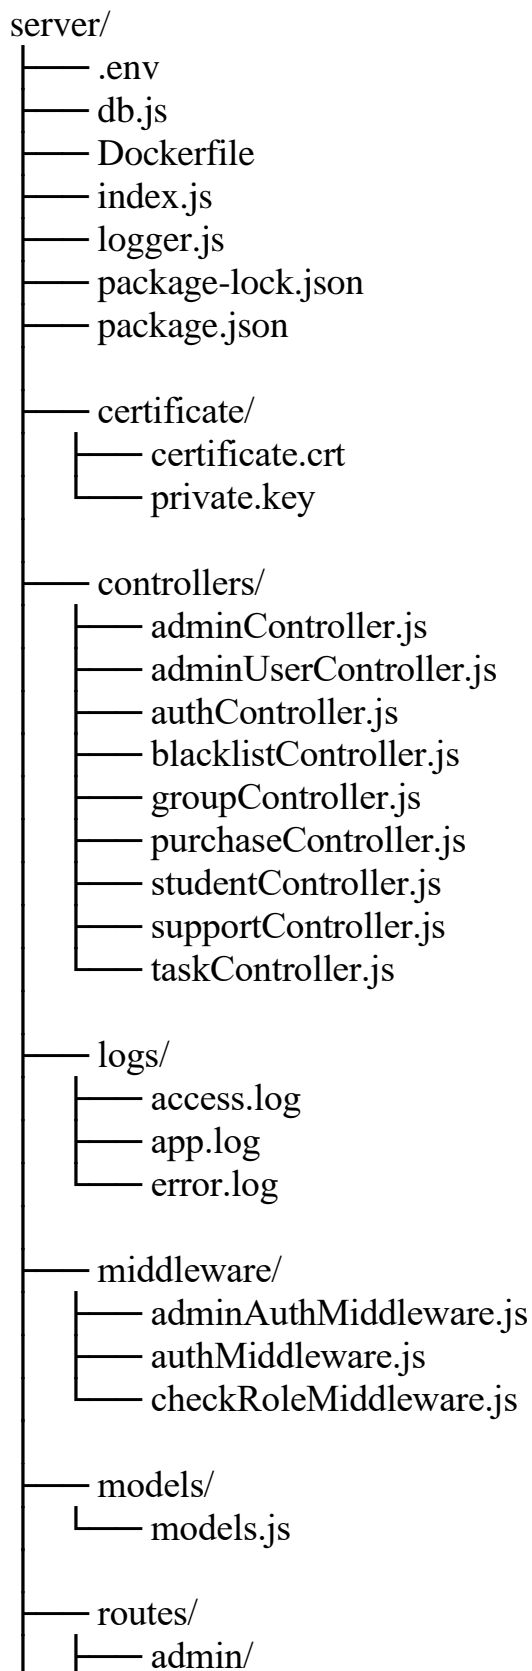 server/
.env
db.js
Dockerfile
index.js
logger.js
package-lock.json
package.json
certificate/
certificate.crt
private.key
controllers/
adminController.js
adminUserController.js
authController.js
blacklistController.js
groupController.js
purchaseController.js
studentController.js
supportController.js
taskController.js
logs/
access.log
app.log
error.log
middleware/
adminAuthMiddleware.js
authMiddleware.js
checkRoleMiddleware.js
models/
models.js
routes/
admin/